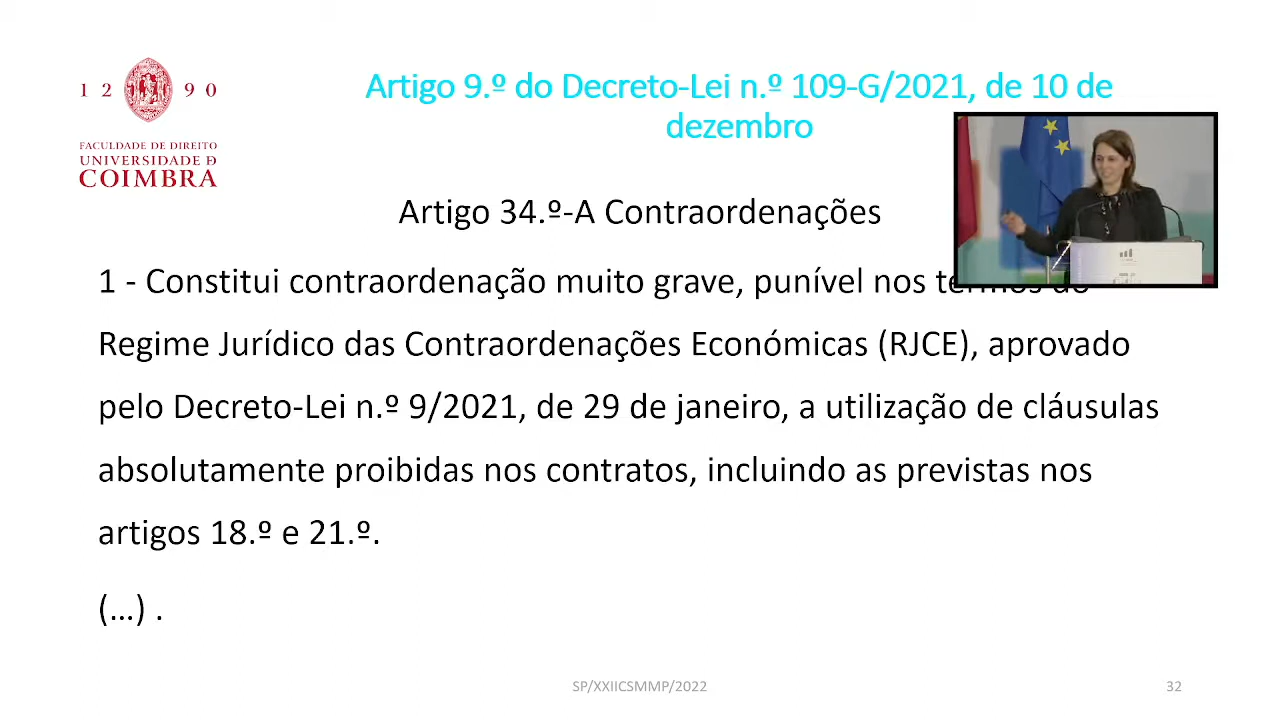 1 2 9 0
FACULDADE DE DIREITO
UNIVERSIDADE D
COIMBRA
Artigo 9.º do Decreto-Lei n.º 109-G/2021, de 10 de
dezembro
Artigo 34.º-A Contraordenações
1 - Constitui contraordenação muito grave, punível nos
Regime Jurídico das Contraordenações Económicas (RJCE), aprovado
pelo Decreto-Lei n.º 9/2021, de 29 de janeiro, a utilização de cláusulas
absolutamente proibidas nos contratos, incluindo as previstas nos
artigos 18.º e 21.º.
(...) .
SP/XXIICSMMP/2022
32